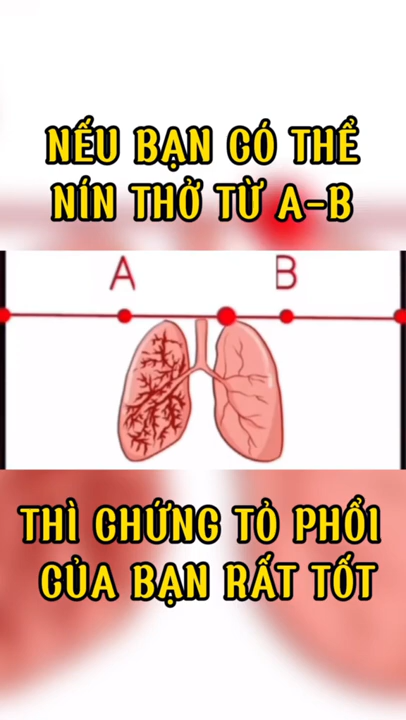 NẾU BẠN CÓ THỂ
NÍN THỞ TỪ A-B
A B
THÌ CHỨNG TỎ PHỔI
CỦA BẠN RẤT TỐT